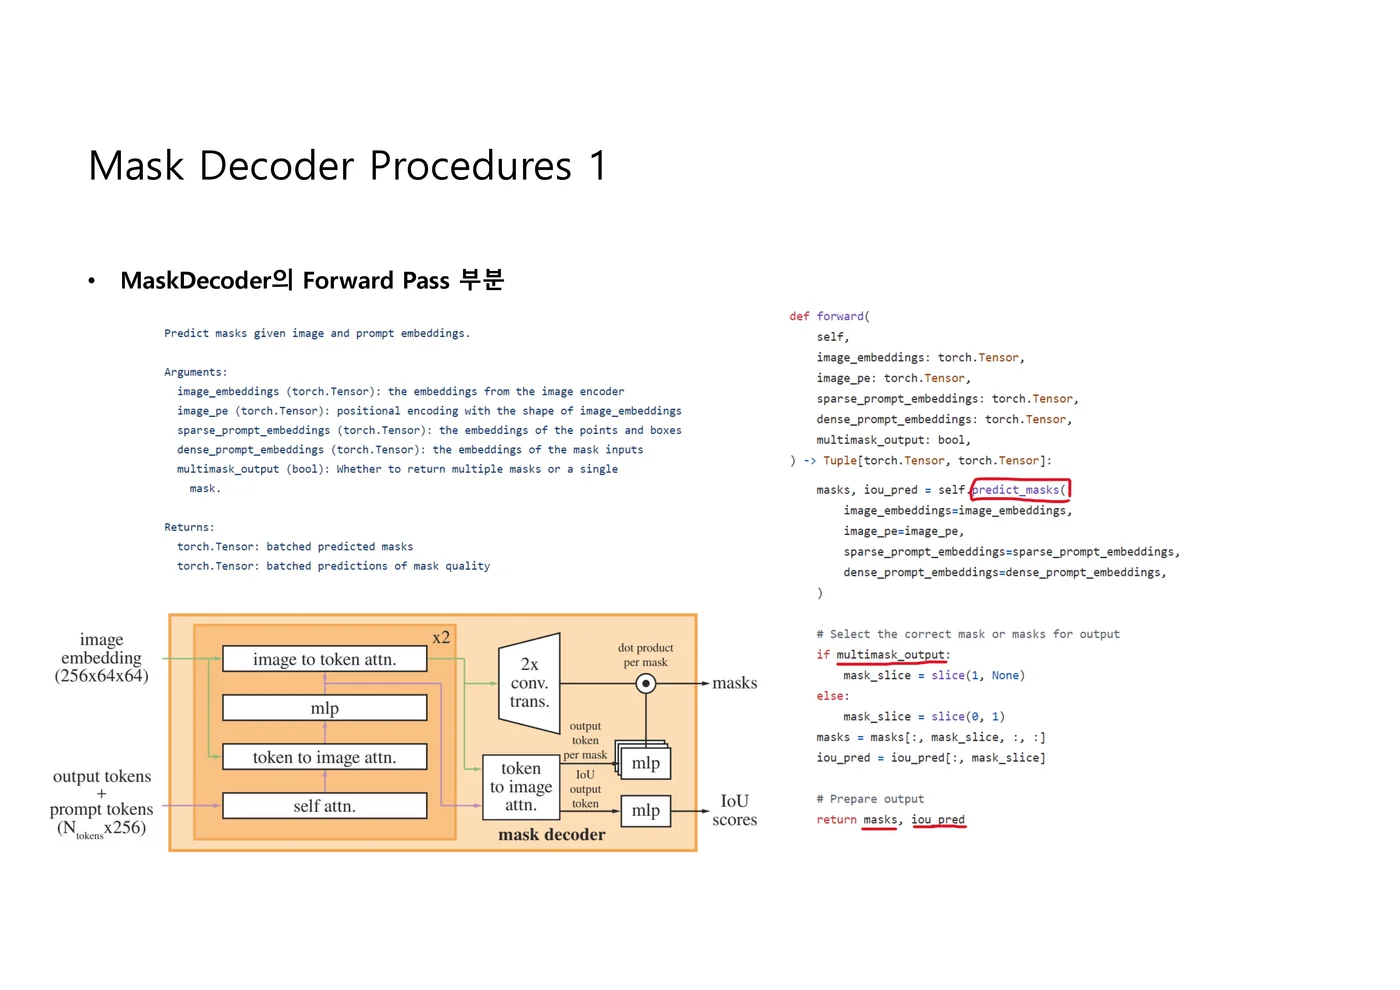 Mask Decoder Procedures 1
• MaskDecoder의 Forward Pass 부분
Predict masks given image and prompt embeddings.
Arguments:
image_embeddings (torch.Tensor): the embeddings from the image encoder
image_pe (torch.Tensor): positional encoding with the shape of image_embeddings
sparse_prompt_embeddings (torch.Tensor): the embeddings of the points and boxes
dense_prompt_embeddings (torch.Tensor): the embeddings of the mask inputs
multimask_output (bool): Whether to return multiple masks or a single
mask.
Returns:
torch.Tensor: batched predicted masks
torch.Tensor: batched predictions of mask quality
image
embedding
(256x64x64)
output tokens
+
prompt tokens
(Ntokensx256)
x2
image to token attn.
mlp
token to image attn.
self attn.
2x
conv.
trans.
token
to image
attn.
mask decoder
dot product
per mask
output
token
per mask
IoU
output
token
mlp
mlp
masks
IoU
scores
def forward(
self,
image_embeddings: torch.Tensor,
image_pe: torch.Tensor,
sparse_prompt_embeddings: torch.Tensor,
dense_prompt_embeddings: torch.Tensor,
multimask_output: bool,
) -> Tuple[torch.Tensor, torch.Tensor]:
masks, iou_pred = self.predict_masks(
image_embeddings=image_embeddings,
image_pe=image_pe,
sparse_prompt_embeddings=sparse_prompt_embeddings,
dense_prompt_embeddings=dense_prompt_embeddings,
)
# Select the correct mask or masks for output
if multimask_output:
mask_slice = slice(1, None)
else:
mask_slice = slice(0, 1)
masks = masks[:, mask_slice, :, :]
iou_pred = iou_pred[:, mask_slice]
# Prepare output
return masks, iou_pred